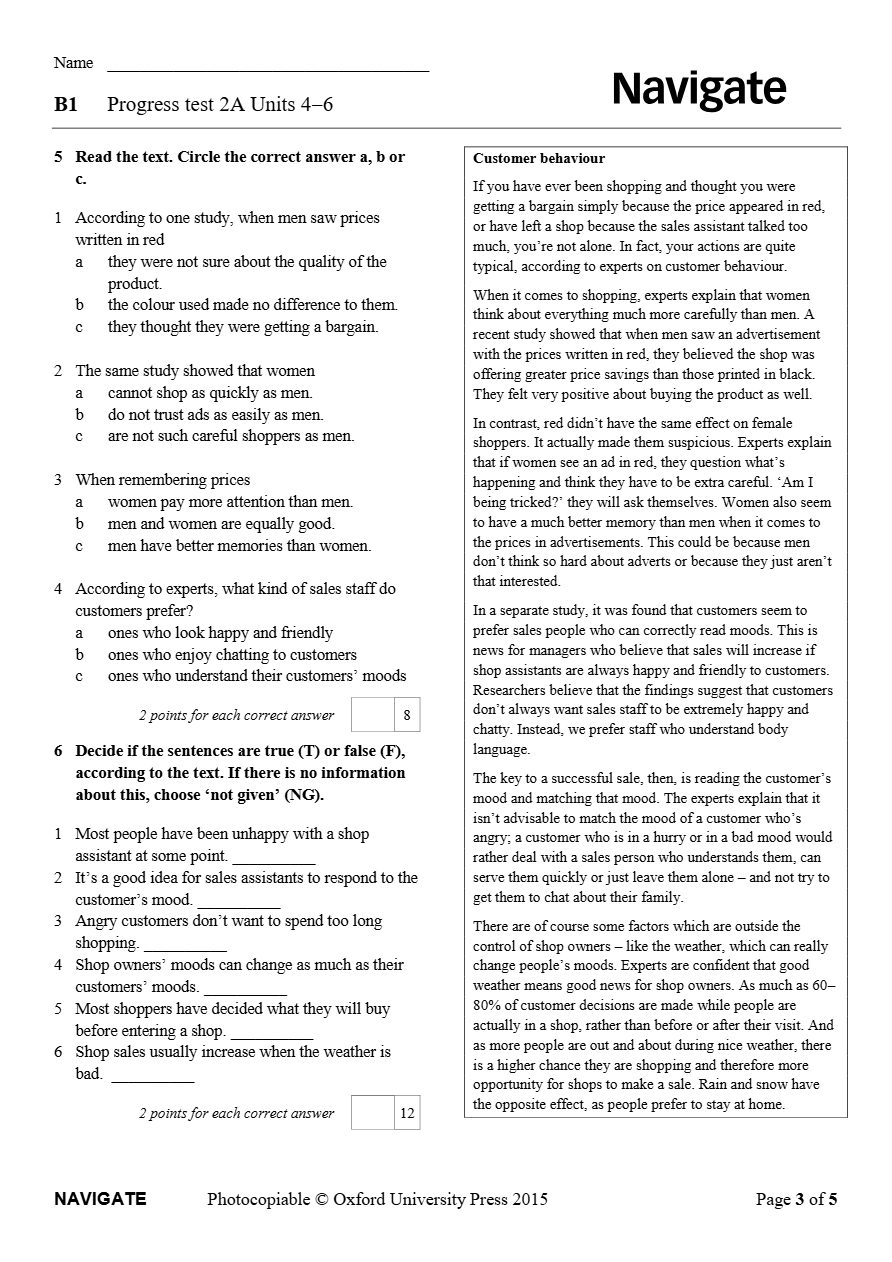 Name ____________________________________
Navigate
B1 Progress test 2A Units 4–6
5 Read the text. Circle the correct answer a, b or
c.
1 According to one study, when men saw prices
written in red
a they were not sure about the quality of the
product.
b the colour used made no difference to them.
c they thought they were getting a bargain.
2 The same study showed that women
a cannot shop as quickly as men.
b do not trust ads as easily as men.
c are not such careful shoppers as men.
3 When remembering prices
a women pay more attention than men.
b men and women are equally good.
c men have better memories than women.
4 According to experts, what kind of sales staff do
customers prefer?
a ones who look happy and friendly
b ones who enjoy chatting to customers
c ones who understand their customers’ moods
2 points for each correct answer 8
6 Decide if the sentences are true (T) or false (F),
according to the text. If there is no information
about this, choose ‘not given’ (NG).
1 Most people have been unhappy with a shop
assistant at some point. __________
2 It’s a good idea for sales assistants to respond to the
customer’s mood. __________
3 Angry customers don’t want to spend too long
shopping. __________
4 Shop owners’ moods can change as much as their
customers’ moods. __________
5 Most shoppers have decided what they will buy
before entering a shop. __________
6 Shop sales usually increase when the weather is
bad. __________
2 points for each correct answer 12
Customer behaviour
If you have ever been shopping and thought you were
getting a bargain simply because the price appeared in red,
or have left a shop because the sales assistant talked too
much, you’re not alone. In fact, your actions are quite
typical, according to experts on customer behaviour.
When it comes to shopping, experts explain that women
think about everything much more carefully than men. A
recent study showed that when men saw an advertisement
with the prices written in red, they believed the shop was
offering greater price savings than those printed in black.
They felt very positive about buying the product as well.
In contrast, red didn’t have the same effect on female
shoppers. It actually made them suspicious. Experts explain
that if women see an ad in red, they question what’s
happening and think they have to be extra careful. ‘Am I
being tricked?’ they will ask themselves. Women also seem
to have a much better memory than men when it comes to
the prices in advertisements. This could be because men
don’t think so hard about adverts or because they just aren’t
that interested.
In a separate study, it was found that customers seem to
prefer sales people who can correctly read moods. This is
news for managers who believe that sales will increase if
shop assistants are always happy and friendly to customers.
Researchers believe that the findings suggest that customers
don’t always want sales staff to be extremely happy and
chatty. Instead, we prefer staff who understand body
language.
The key to a successful sale, then, is reading the customer’s
mood and matching that mood. The experts explain that it
isn’t advisable to match the mood of a customer who’s
angry; a customer who is in a hurry or in a bad mood would
rather deal with a sales person who understands them, can
serve them quickly or just leave them alone – and not try to
get them to chat about their family.
There are of course some factors which are outside the
control of shop owners – like the weather, which can really
change people’s moods. Experts are confident that good
weather means good news for shop owners. As much as 60–
80% of customer decisions are made while people are
actually in a shop, rather than before or after their visit. And
as more people are out and about during nice weather, there
is a higher chance they are shopping and therefore more
opportunity for shops to make a sale. Rain and snow have
the opposite effect, as people prefer to stay at home.
NAVIGATE Photocopiable © Oxford University Press 2015 Page 3 of 5